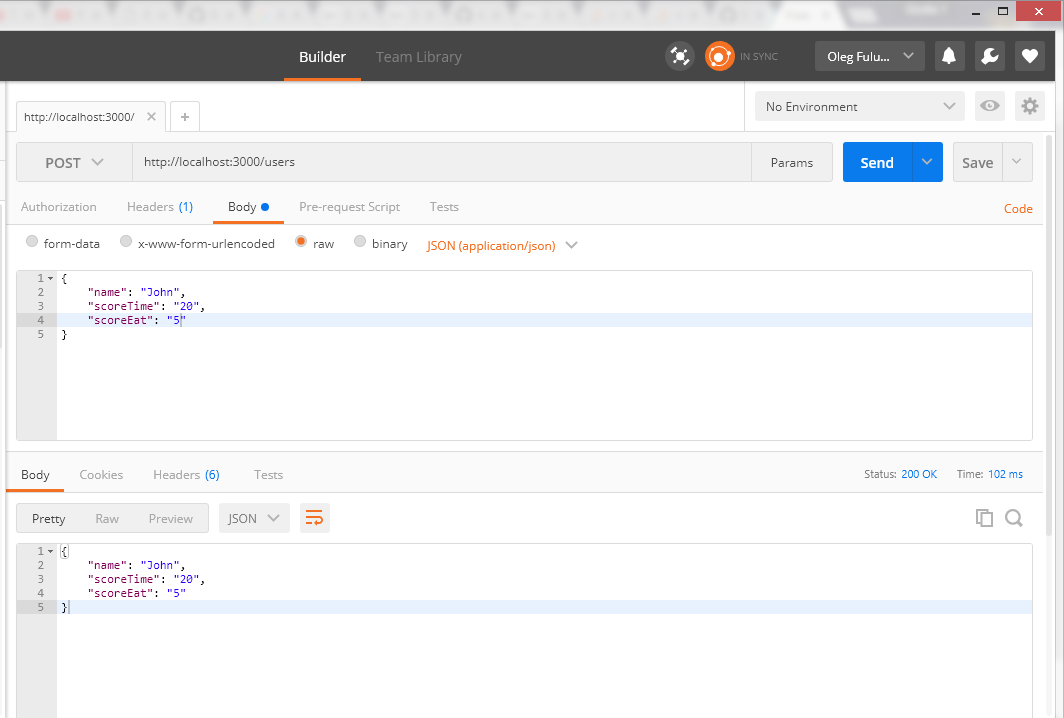 Builder Team Library IN SYNC Oleg Fulu...
http://localhost:3000/ No Environment
POST http://localhost:3000/users Params Send Save
Authorization Headers (1) Body Pre-request Script Tests Code
form-data x-www-form-urlencoded raw binary JSON (application/json)
1 {
2 "name": "John",
3 "scoreTime": "20",
4 "scoreEat": "5"
5 }
Body Cookies Headers (6) Tests Status: 200 OK Time: 102 ms
Pretty Raw Preview JSON
1 {
2 "name": "John",
3 "scoreTime": "20",
4 "scoreEat": "5"
5 }